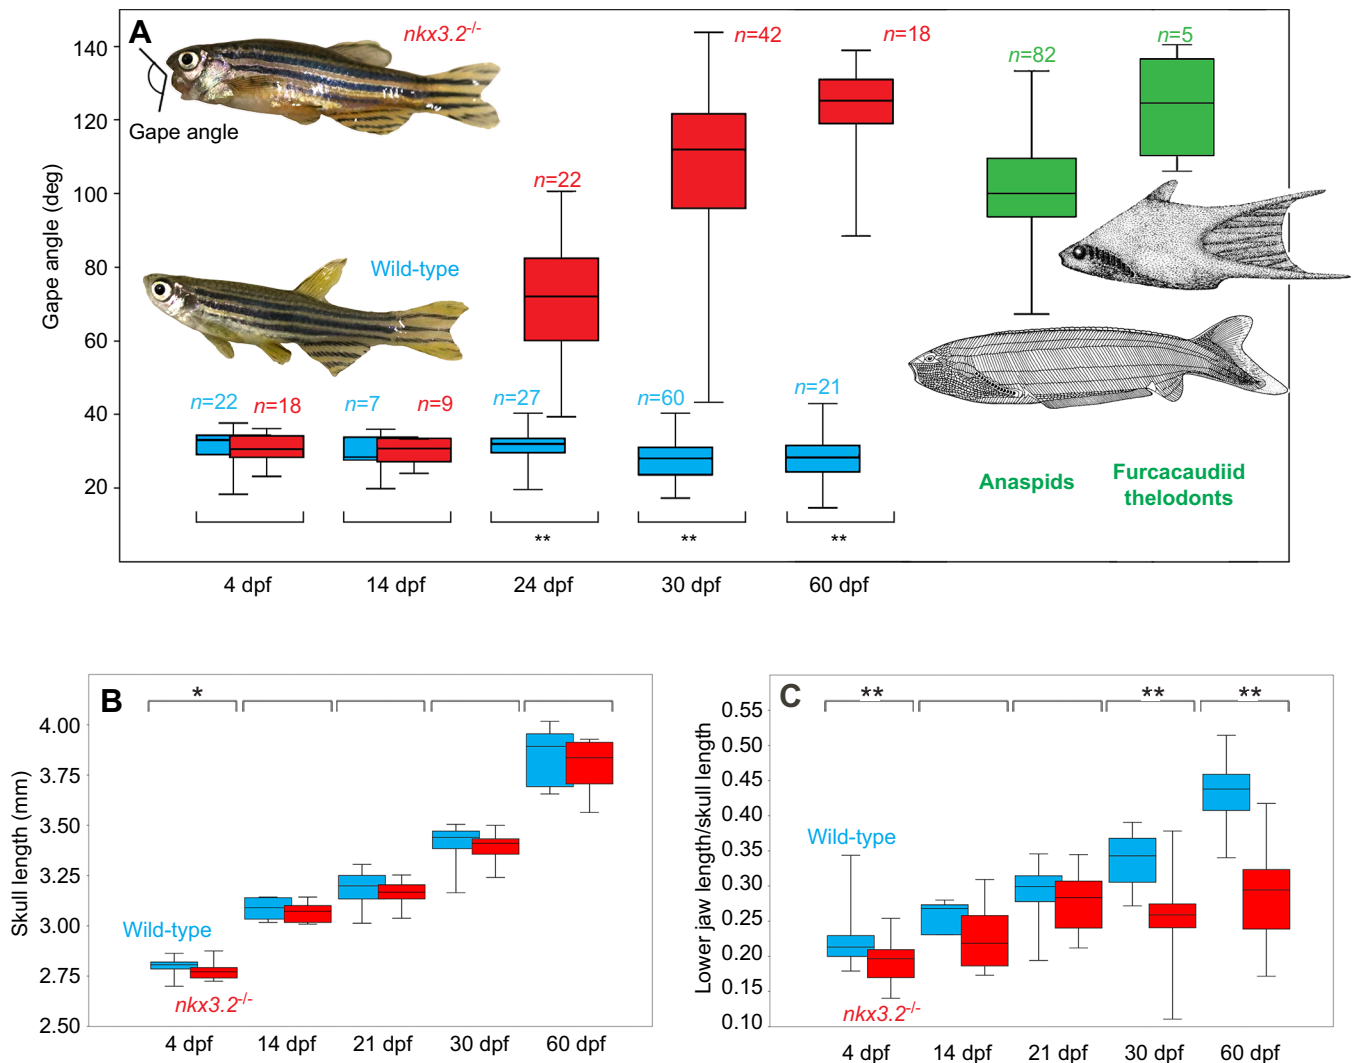 A
nkx3.2-/-
n=42
n=18
n=5
n=82
140
120
100
80
60
40
20
Gape angle (deg)
Gape angle
n=22
Wild-type
n=22
n=18
n=7
n=9
n=27
n=60
n=21
Anaspids
Furcacaudiid
thelodonts
**
**
**
4 dpf
14 dpf
24 dpf
30 dpf
60 dpf
B
*
4.00
3.75
3.50
3.25
3.00
2.75
2.50
Skull length (mm)
Wild-type
nkx3.2-/-
4 dpf
14 dpf
21 dpf
30 dpf
60 dpf
C
**
**
**
0.55
0.50
0.45
0.40
0.35
0.30
0.25
0.20
0.15
0.10
Lower jaw length/skull length
Wild-type
nkx3.2-/-
4 dpf
14 dpf
21 dpf
30 dpf
60 dpf